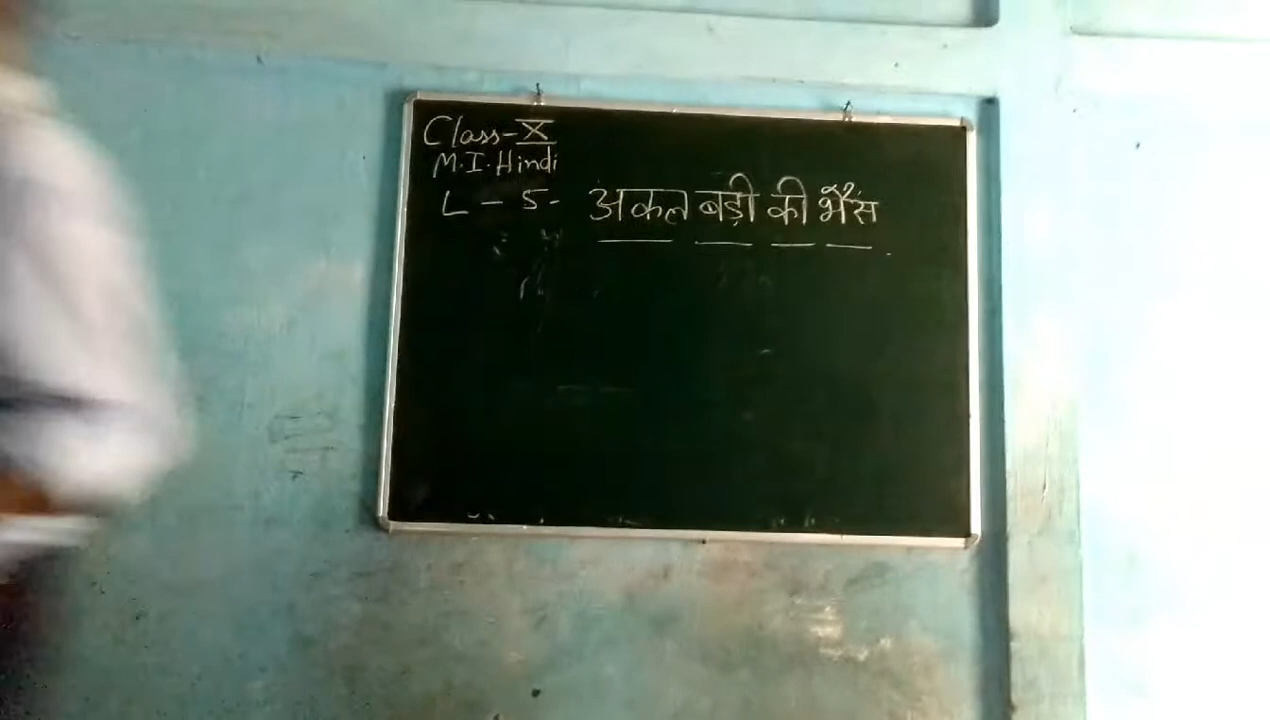 Class-X
M.I. Hindi
L - 5- अकल बड़ी की भैंस